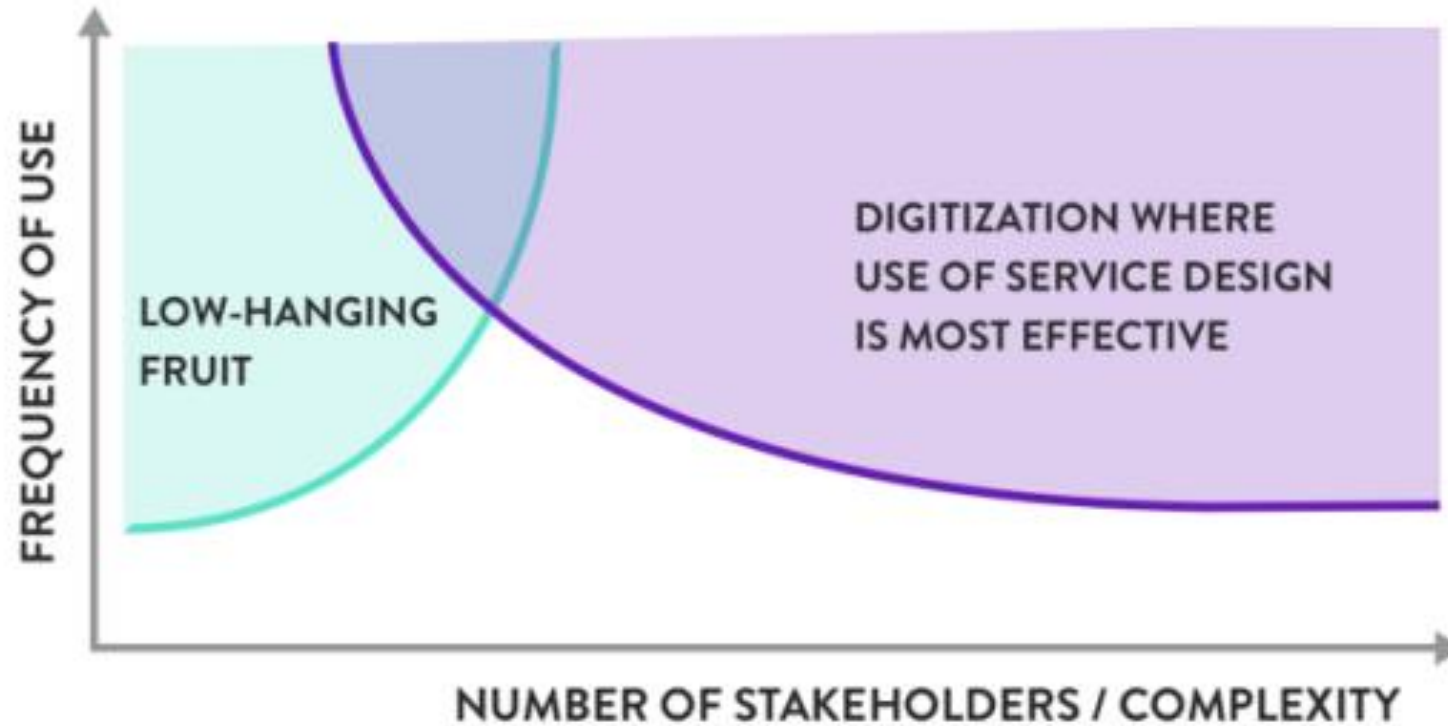 FREQUENCY OF USE
LOW-HANGING
FRUIT
DIGITIZATION WHERE
USE OF SERVICE DESIGN
IS MOST EFFECTIVE
NUMBER OF STAKEHOLDERS / COMPLEXITY